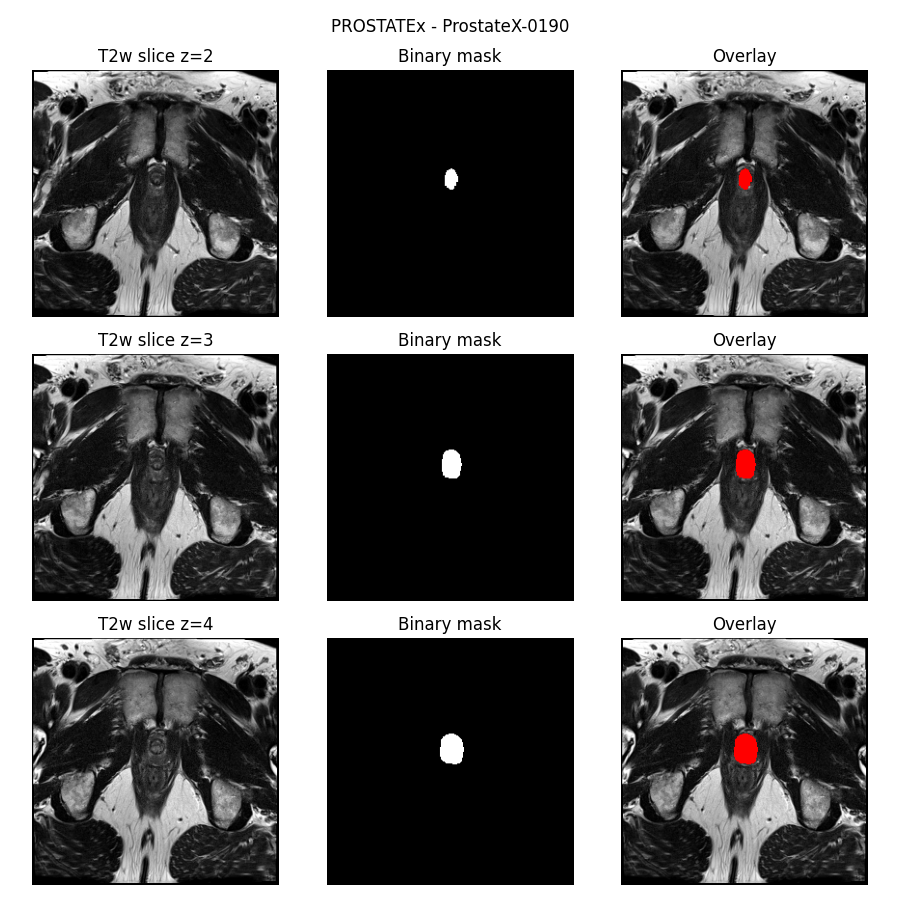 PROSTATEx - ProstateX-0190
T2w slice z=2 Binary mask Overlay
T2w slice z=3 Binary mask Overlay
T2w slice z=4 Binary mask Overlay